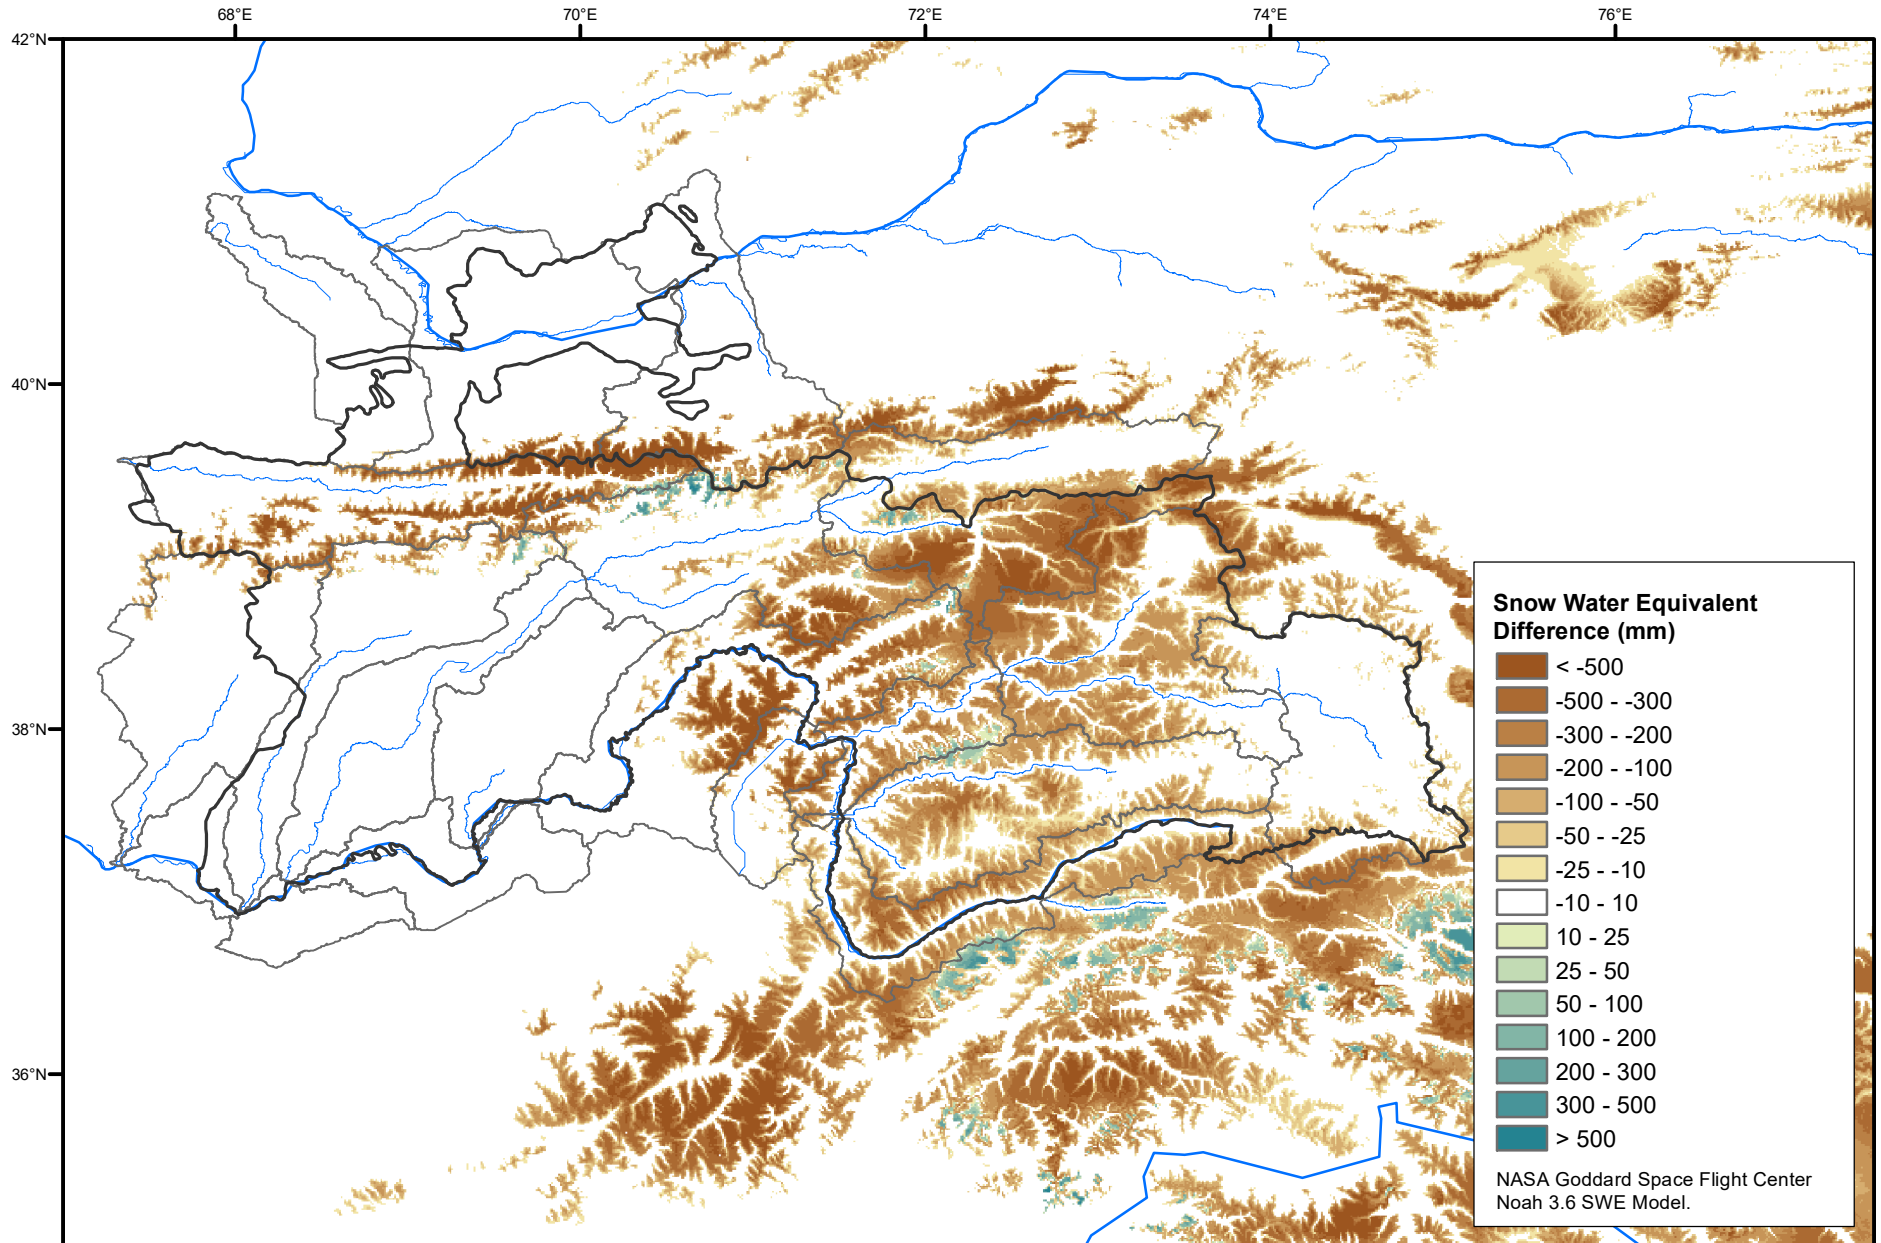 68°E 70°E 72°E 74°E 76°E
42°N
40°N
38°N
36°N
Snow Water Equivalent
Difference (mm)
< -500
-500 - -300
-300 - -200
-200 - -100
-100 - -50
-50 - -25
-25 - -10
-10 - 10
10 - 25
25 - 50
50 - 100
100 - 200
200 - 300
300 - 500
> 500
NASA Goddard Space Flight Center
Noah 3.6 SWE Model.